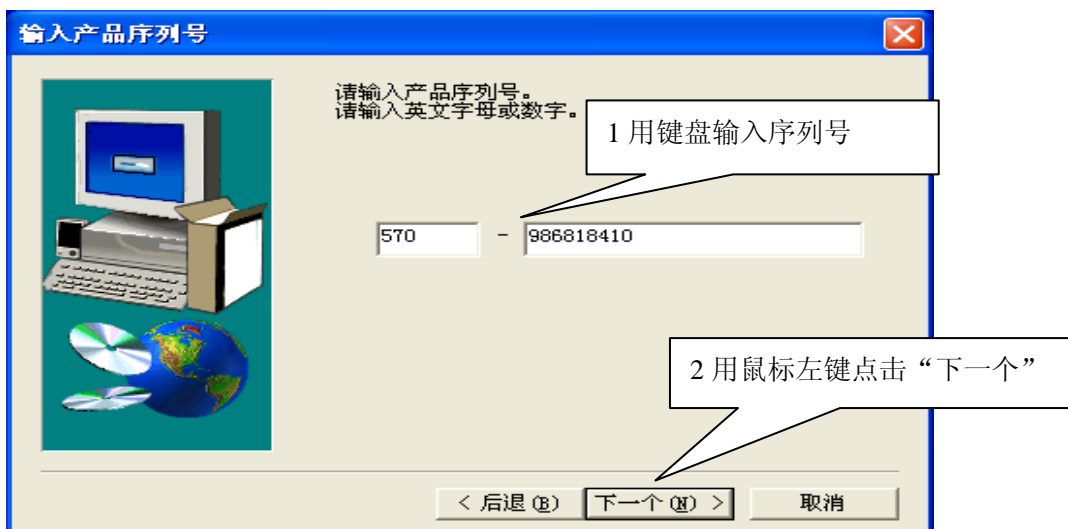 输入产品序列号
请输入产品序列号。
请输入英文字母或数字。
1 用键盘输入序列号
570 - 986818410
2 用鼠标左键点击“下一个”
< 后退(B) 下一个(N) > 取消